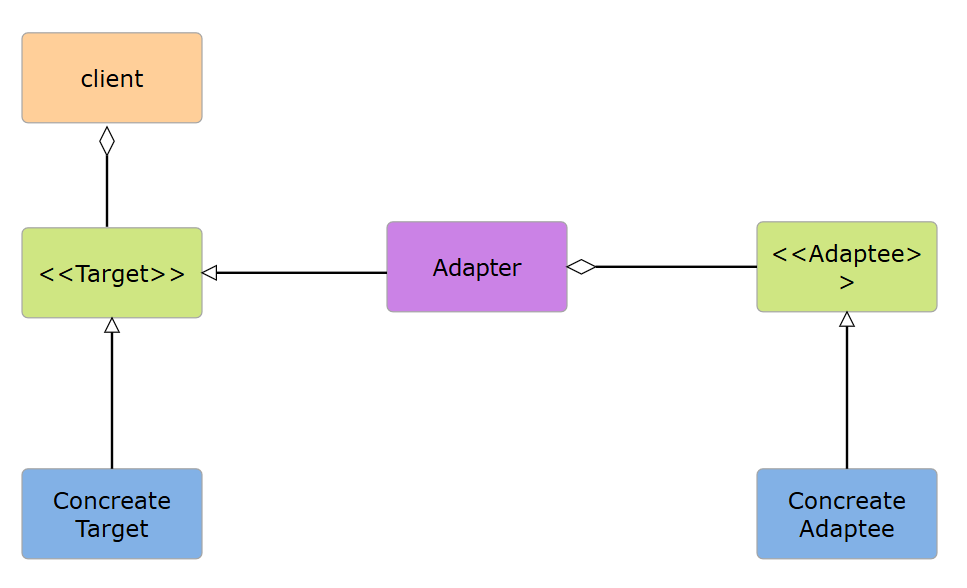 client
<<Target>>
Adapter
<<Adaptee>
>
Concreate
Target
Concreate
Adaptee